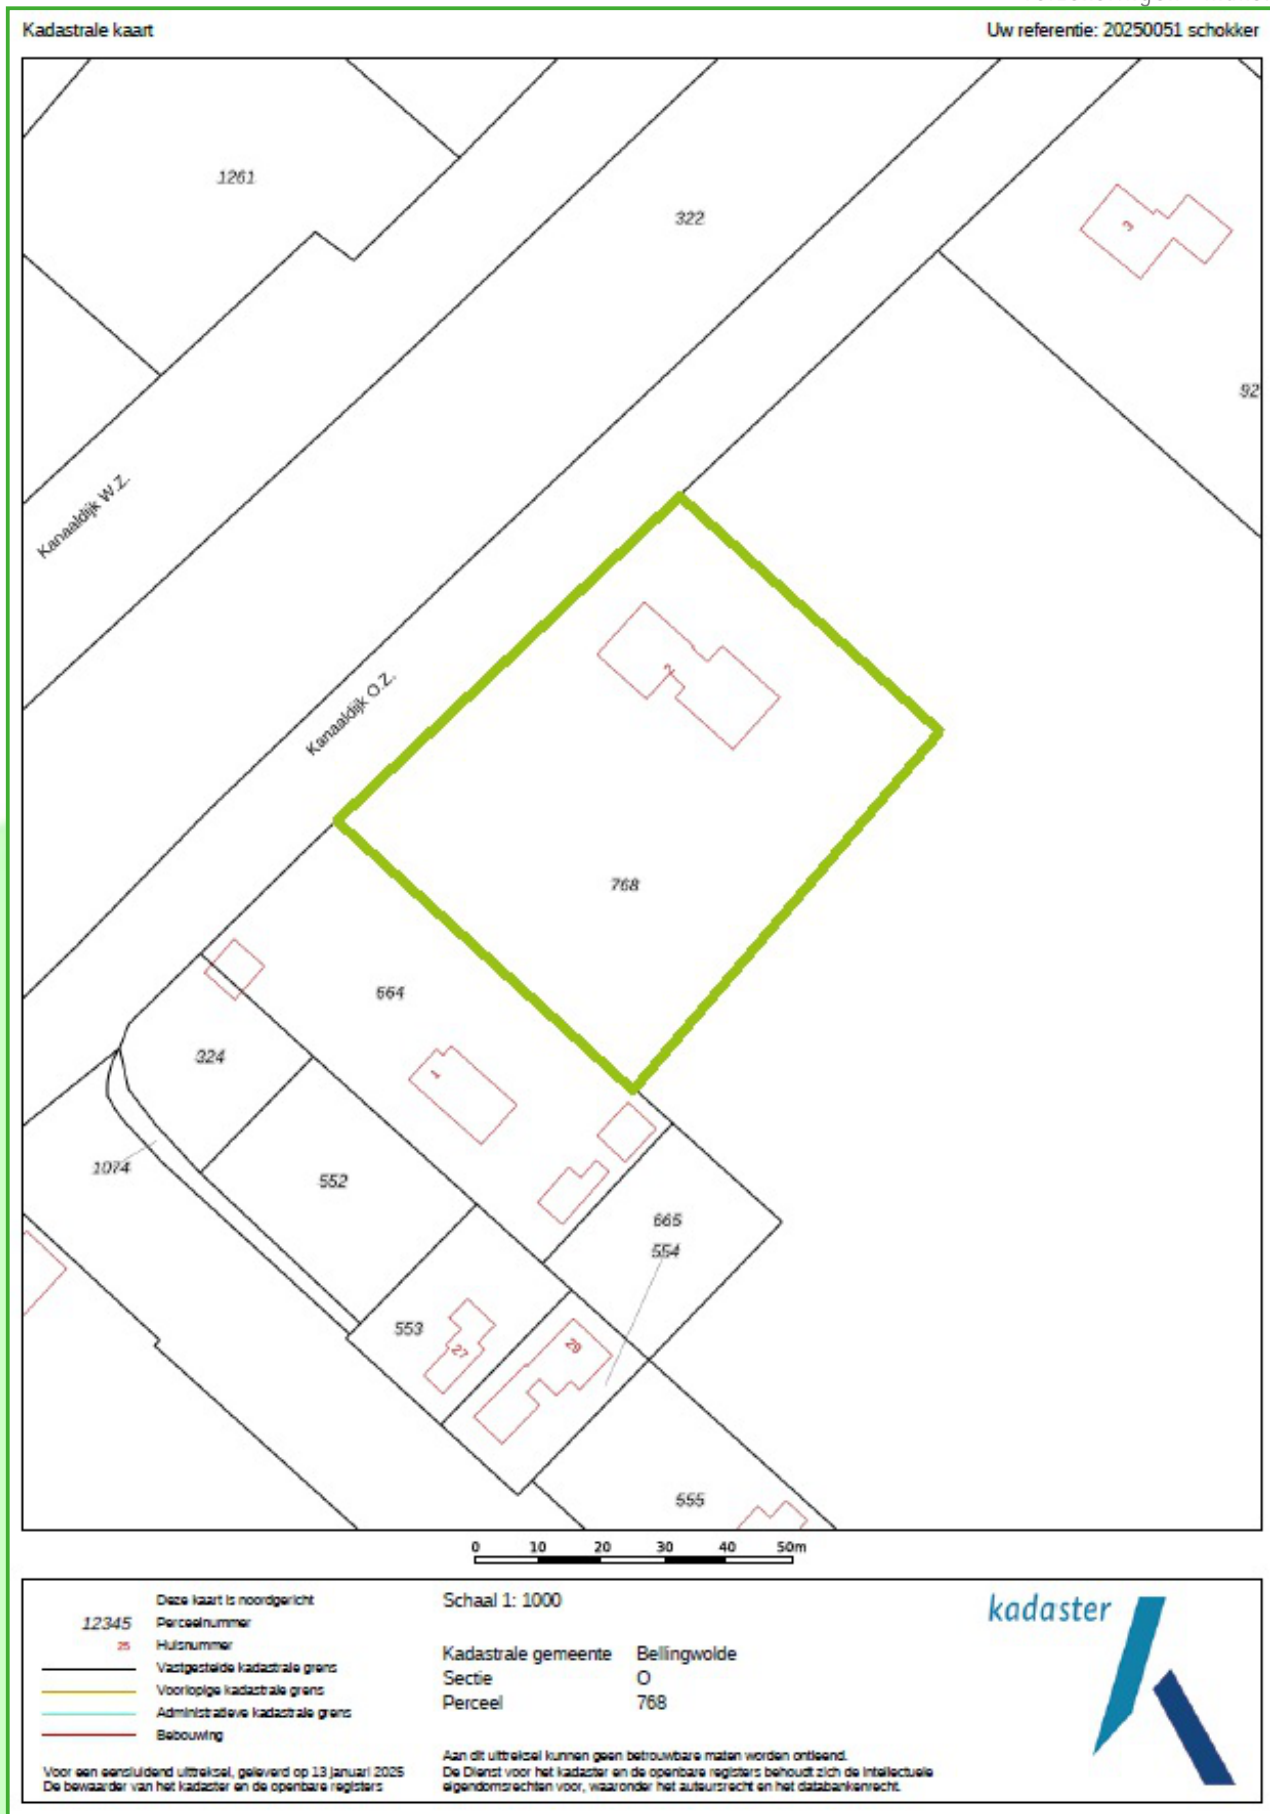 Kadastrale kaart
Uw referentie: 20250051 schokker
1261
322
3
92
Kanaaldijk W.Z.
2
Kanaaldijk O.Z.
768
664
324
1
1074
552
665
554
553
27
29
555
0 10 20 30 40 50m
Deze kaart is noordgericht
12345 Perceelnummer
25 Huisnummer
Vastgestelde kadastrale grens
Voorlopige kadastrale grens
Administratieve kadastrale grens
Bebouwing
Voor een eensluidend uittreksel, geleverd op 13 januari 2025
De bewaarder van het kadaster en de openbare registers
Schaal 1: 1000
Kadastrale gemeente Bellingwolde
Sectie O
Perceel 768
Aan dit uittreksel kunnen geen betrouwbare maten worden ontleend.
De Dienst voor het kadaster en de openbare registers behoudt zich de intellectuele
eigendomsrechten voor, waaronder het auteursrecht en het databankenrecht.
kadaster